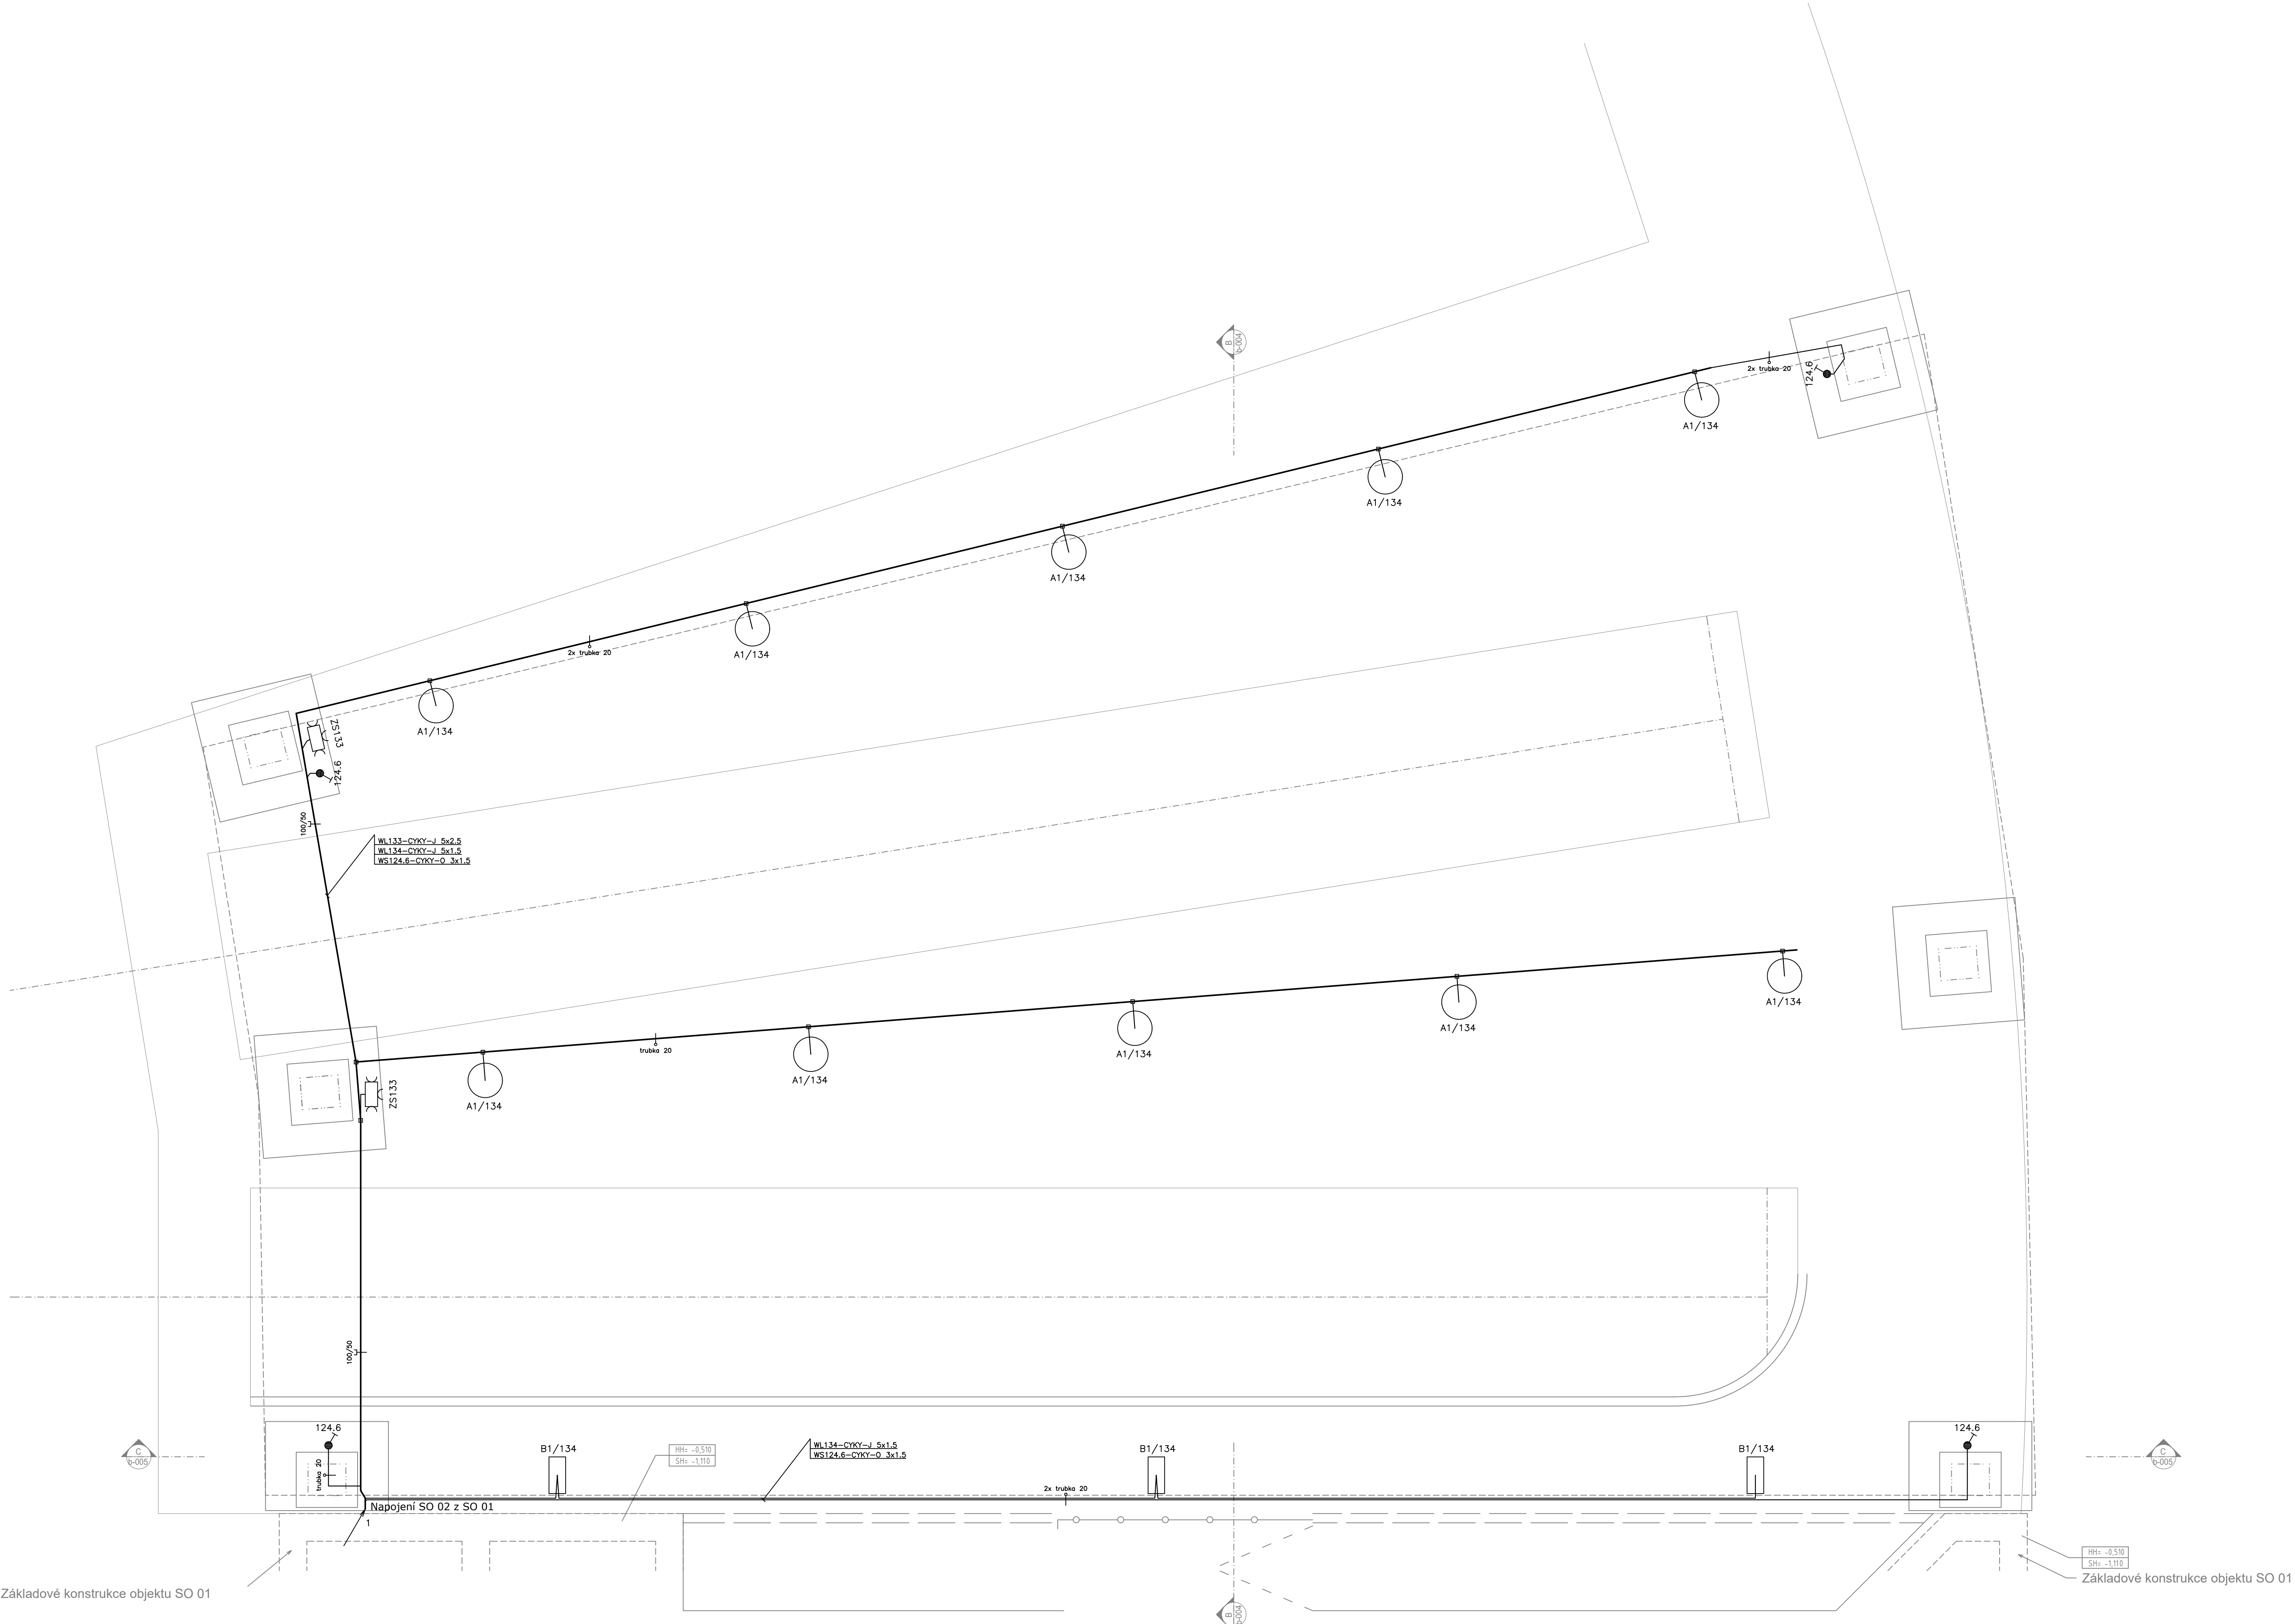 B
b-004
2x trubka 20
124.6
A1/134
A1/134
A1/134
A1/134
2x trubka 20
A1/134
ZS133
124.6
100/50
WL133-CYKY-J 5x2.5
WL134-CYKY-J 5x1.5
WS124.6-CYKY-O 3x1.5
A1/134
A1/134
A1/134
A1/134
trubka 20
A1/134
ZS133
100/50
124.6
124.6
C
b-005
trubka 20
B1/134
HH= -0,510
SH= -1,110
WL134-CYKY-J 5x1.5
WS124.6-CYKY-O 3x1.5
B1/134
B1/134
C
b-005
2x trubka 20
Napojení SO 02 z SO 01
1
HH= -0,510
SH= -1,110
Základové konstrukce objektu SO 01
Základové konstrukce objektu SO 01
B
b-004